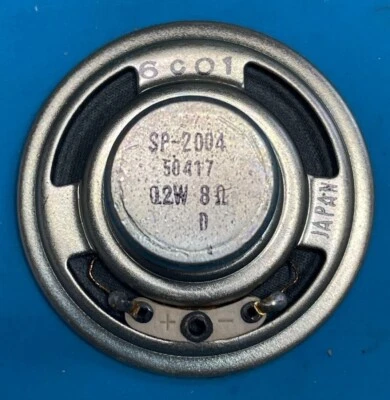 6C01
SP-2004
50417
0.2W 8Ω
D
JAPAN
+ -